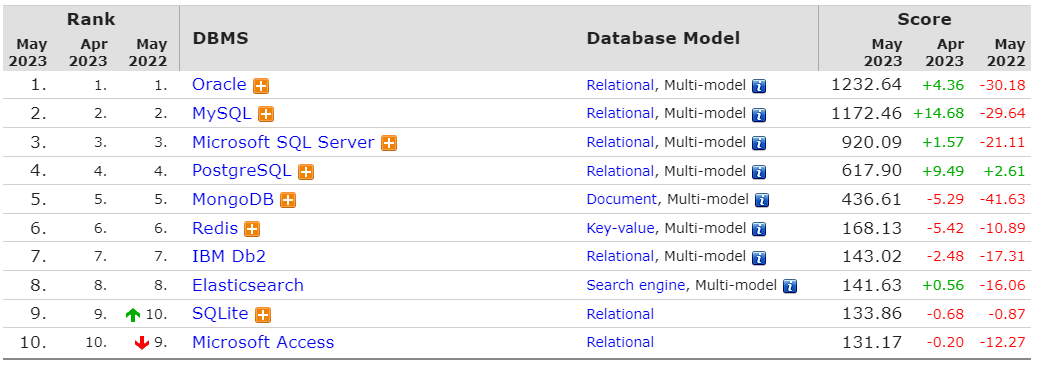 Rank DBMS Database Model Score
May 2023 Apr 2023 May 2022 May 2023 Apr 2023 May 2022
1. 1. 1. Oracle Relational, Multi-model 1232.64 +4.36 -30.18
2. 2. 2. MySQL Relational, Multi-model 1172.46 +14.68 -29.64
3. 3. 3. Microsoft SQL Server Relational, Multi-model 920.09 +1.57 -21.11
4. 4. 4. PostgreSQL Relational, Multi-model 617.90 +9.49 +2.61
5. 5. 5. MongoDB Document, Multi-model 436.61 -5.29 -41.63
6. 6. 6. Redis Key-value, Multi-model 168.13 -5.42 -10.89
7. 7. 7. IBM Db2 Relational, Multi-model 143.02 -2.48 -17.31
8. 8. 8. Elasticsearch Search engine, Multi-model 141.63 +0.56 -16.06
9. 9. 10. SQLite Relational 133.86 -0.68 -0.87
10. 10. 9. Microsoft Access Relational 131.17 -0.20 -12.27